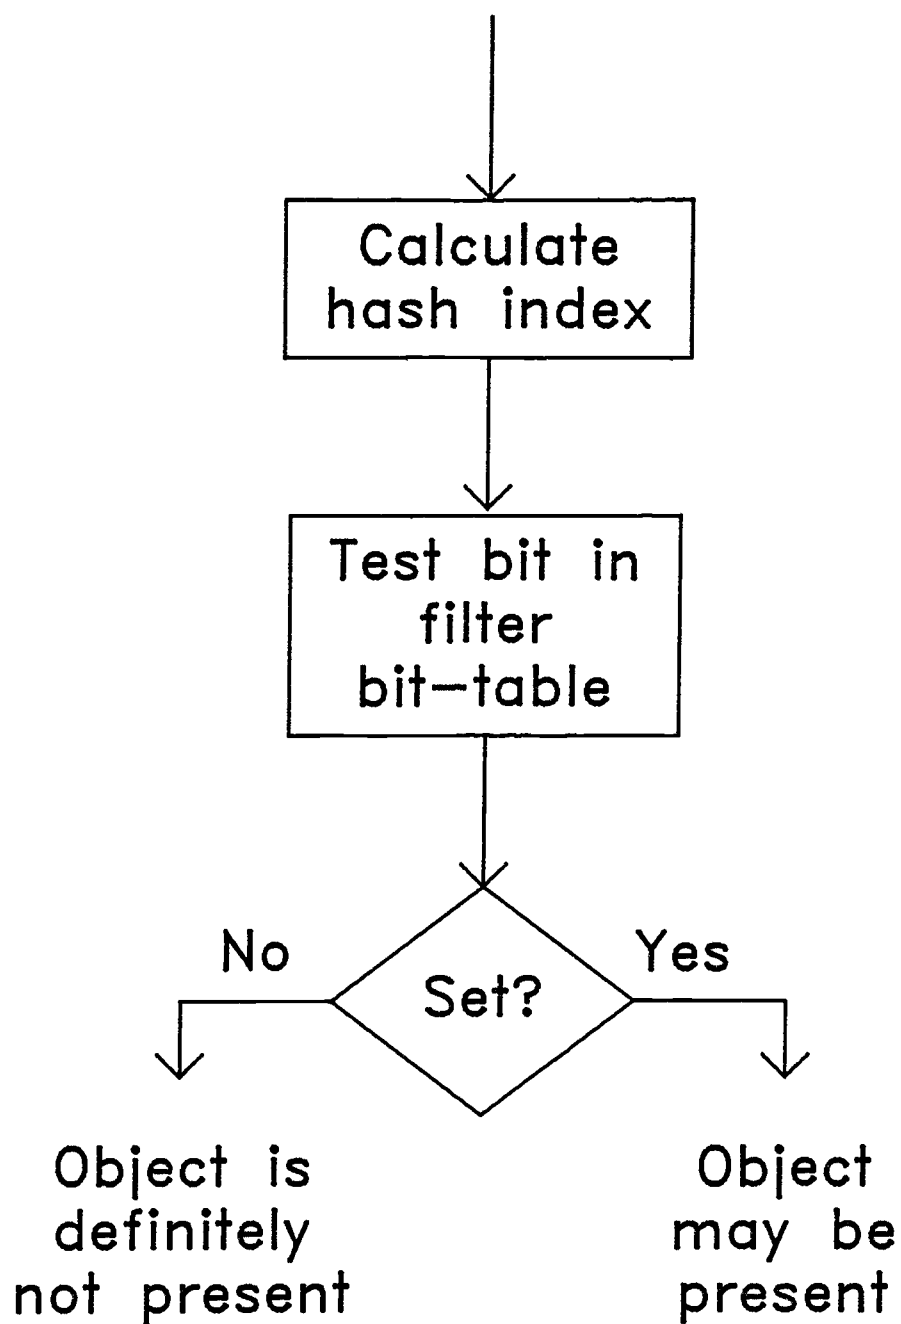 Calculate
hash index
Test bit in
filter
bit-table
No
Yes
Set?
Object is
definitely
not present
Object
may be
present